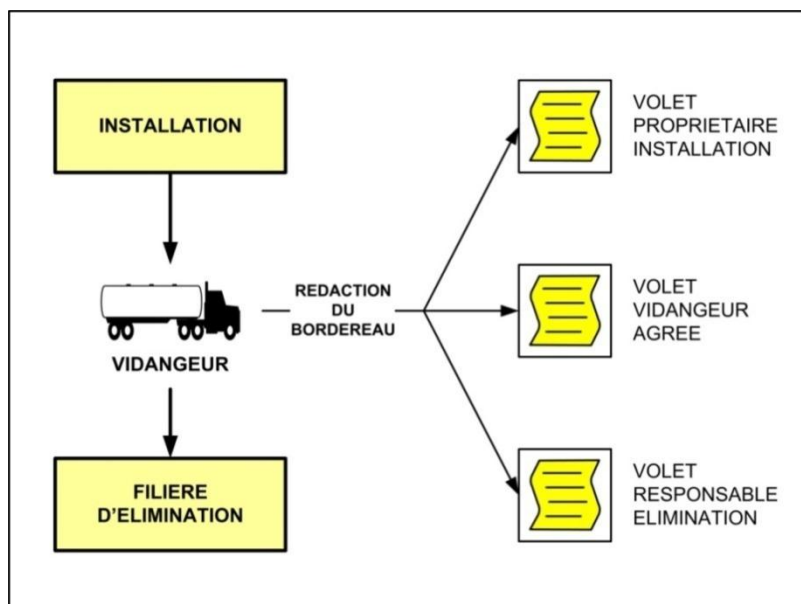 INSTALLATION
VIDANGEUR
FILIERE
D'ELIMINATION
REDACTION
DU
BORDEREAU
VOLET
PROPRIETAIRE
INSTALLATION
VOLET
VIDANGEUR
AGREE
VOLET
RESPONSABLE
ELIMINATION